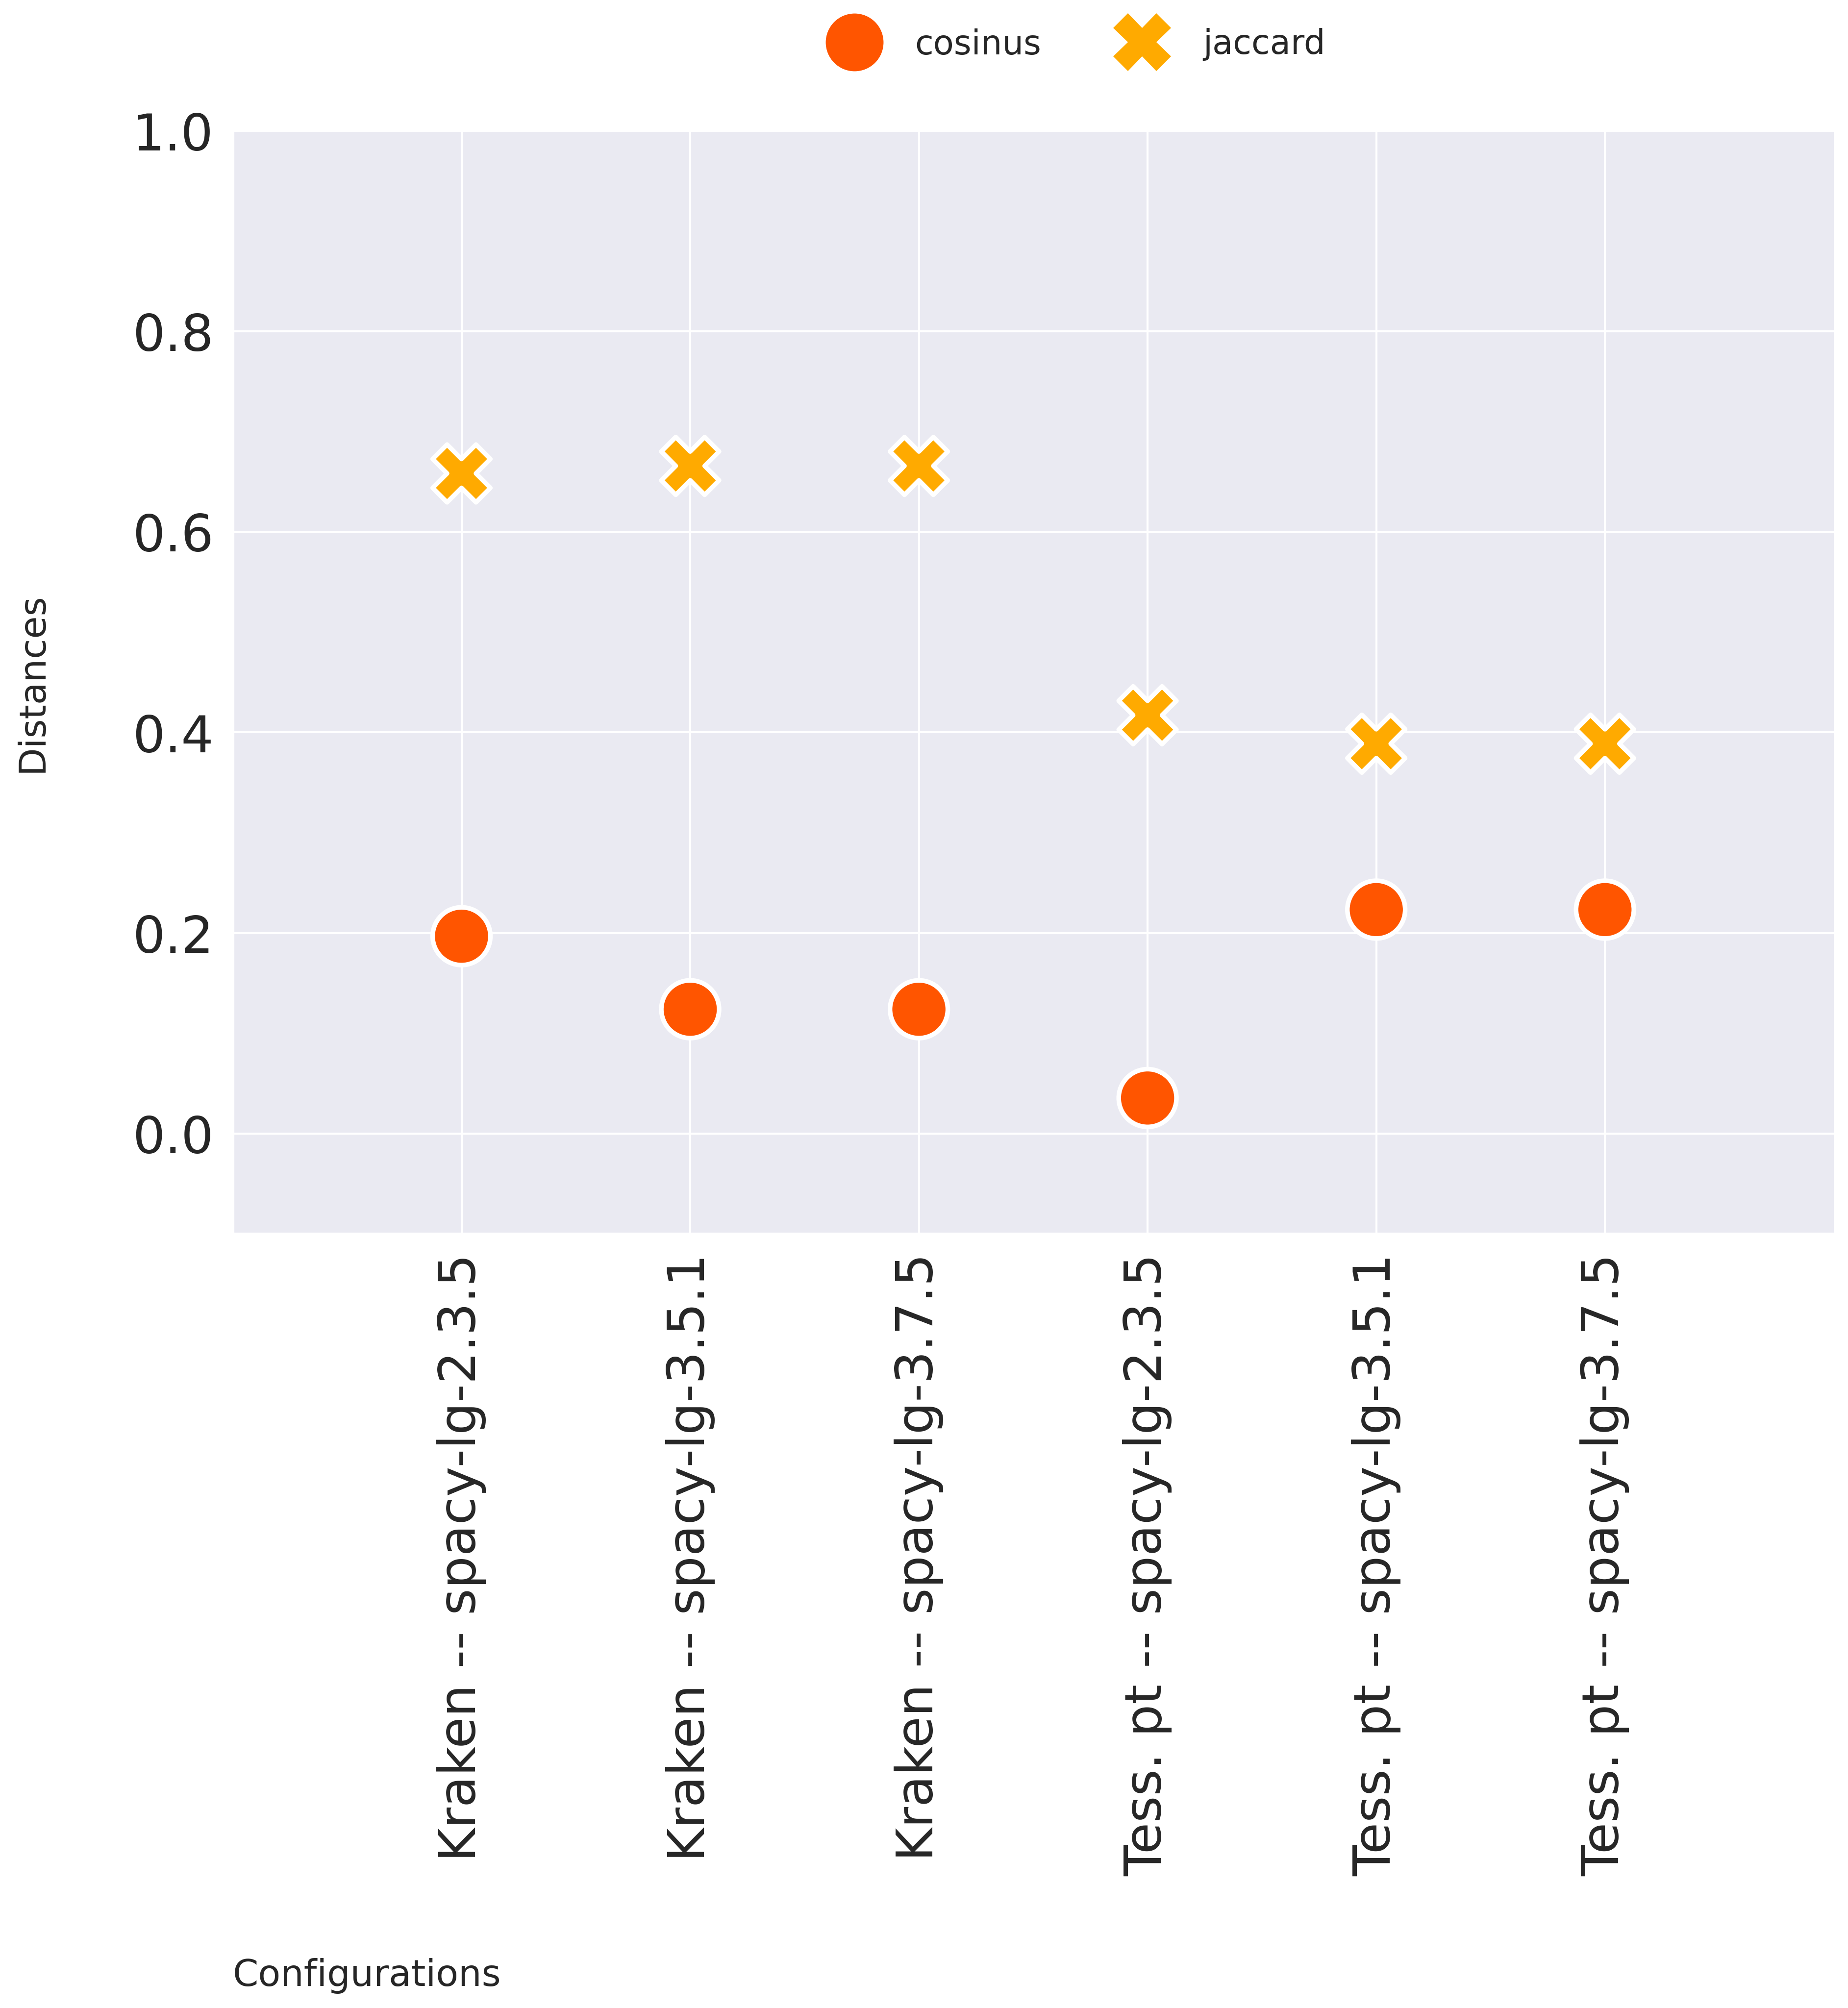 cosinus
jaccard
1.0
0.8
0.6
0.4
0.2
0.0
Distances
Kraken -- spacy-lg-2.3.5
Kraken -- spacy-lg-3.5.1
Kraken -- spacy-lg-3.7.5
Tess. pt -- spacy-lg-2.3.5
Tess. pt -- spacy-lg-3.5.1
Tess. pt -- spacy-lg-3.7.5
Configurations